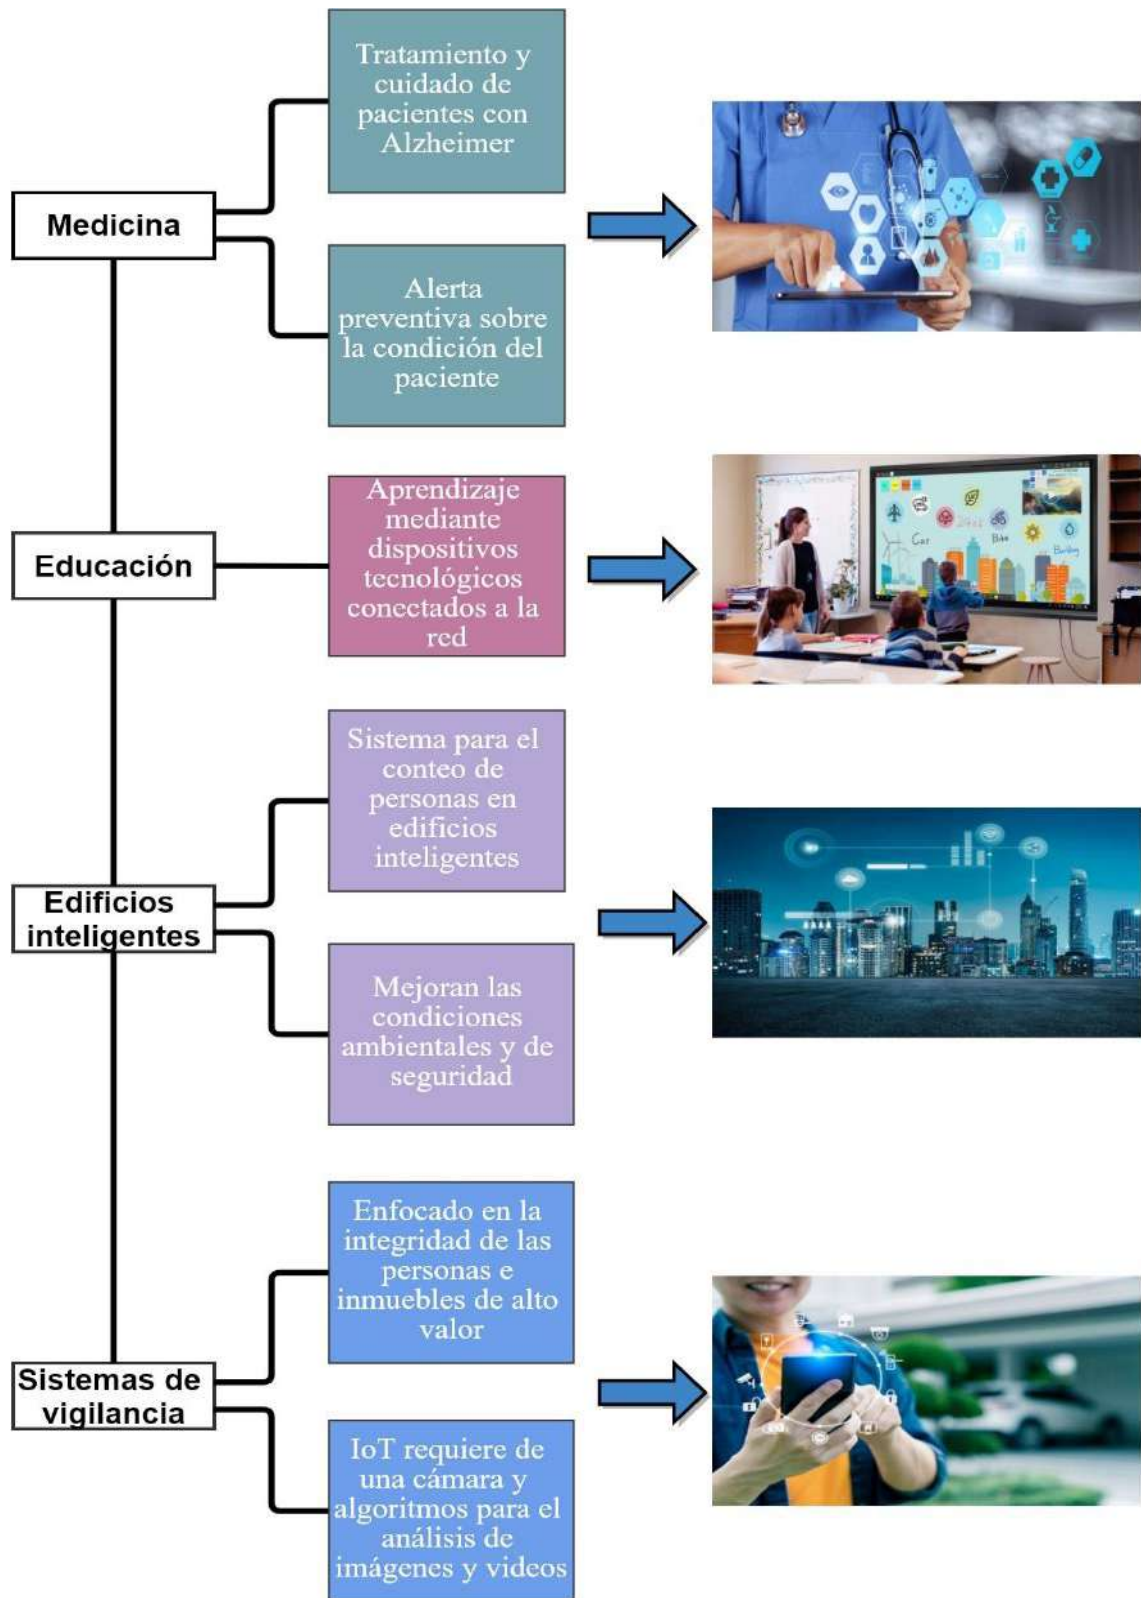 Tratamiento y
cuidado de
pacientes con
Alzheimer
Medicina
Alerta
preventiva sobre
la condición del
paciente
Aprendizaje
mediante
dispositivos
tecnológicos
conectados a la
red
Educación
Car
Bike
Building
Sistema para el
conteo de
personas en
edificios
inteligentes
Edificios
inteligentes
Mejoran las
condiciones
ambientales y de
seguridad
Enfocado en la
integridad de las
personas e
inmuebles de alto
valor
Sistemas de
vigilancia
IoT requiere de
una cámara y
algoritmos para el
análisis de
imágenes y videos